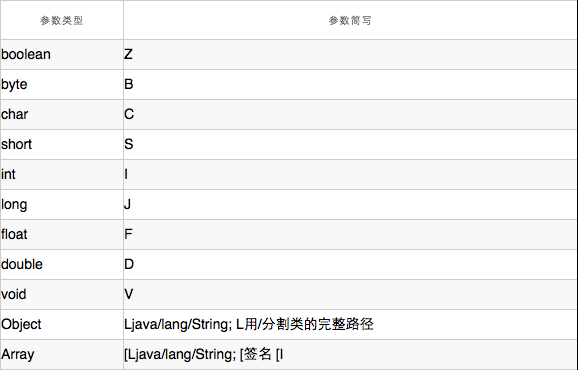 参数类型 参数简写
boolean Z
byte B
char C
short S
int I
long J
float F
double D
void V
Object Ljava/lang/String; L用/分割类的完整路径
Array [Ljava/lang/String; [签名 [I